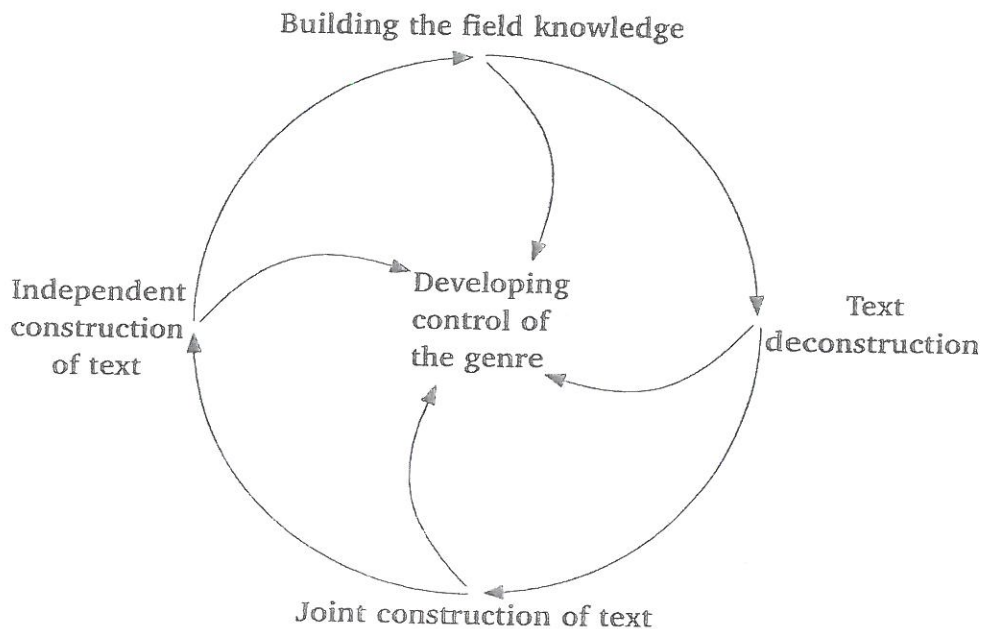 Building the field knowledge
Independent
construction
of text
Developing
control of
the genre
Text
deconstruction
Joint construction of text